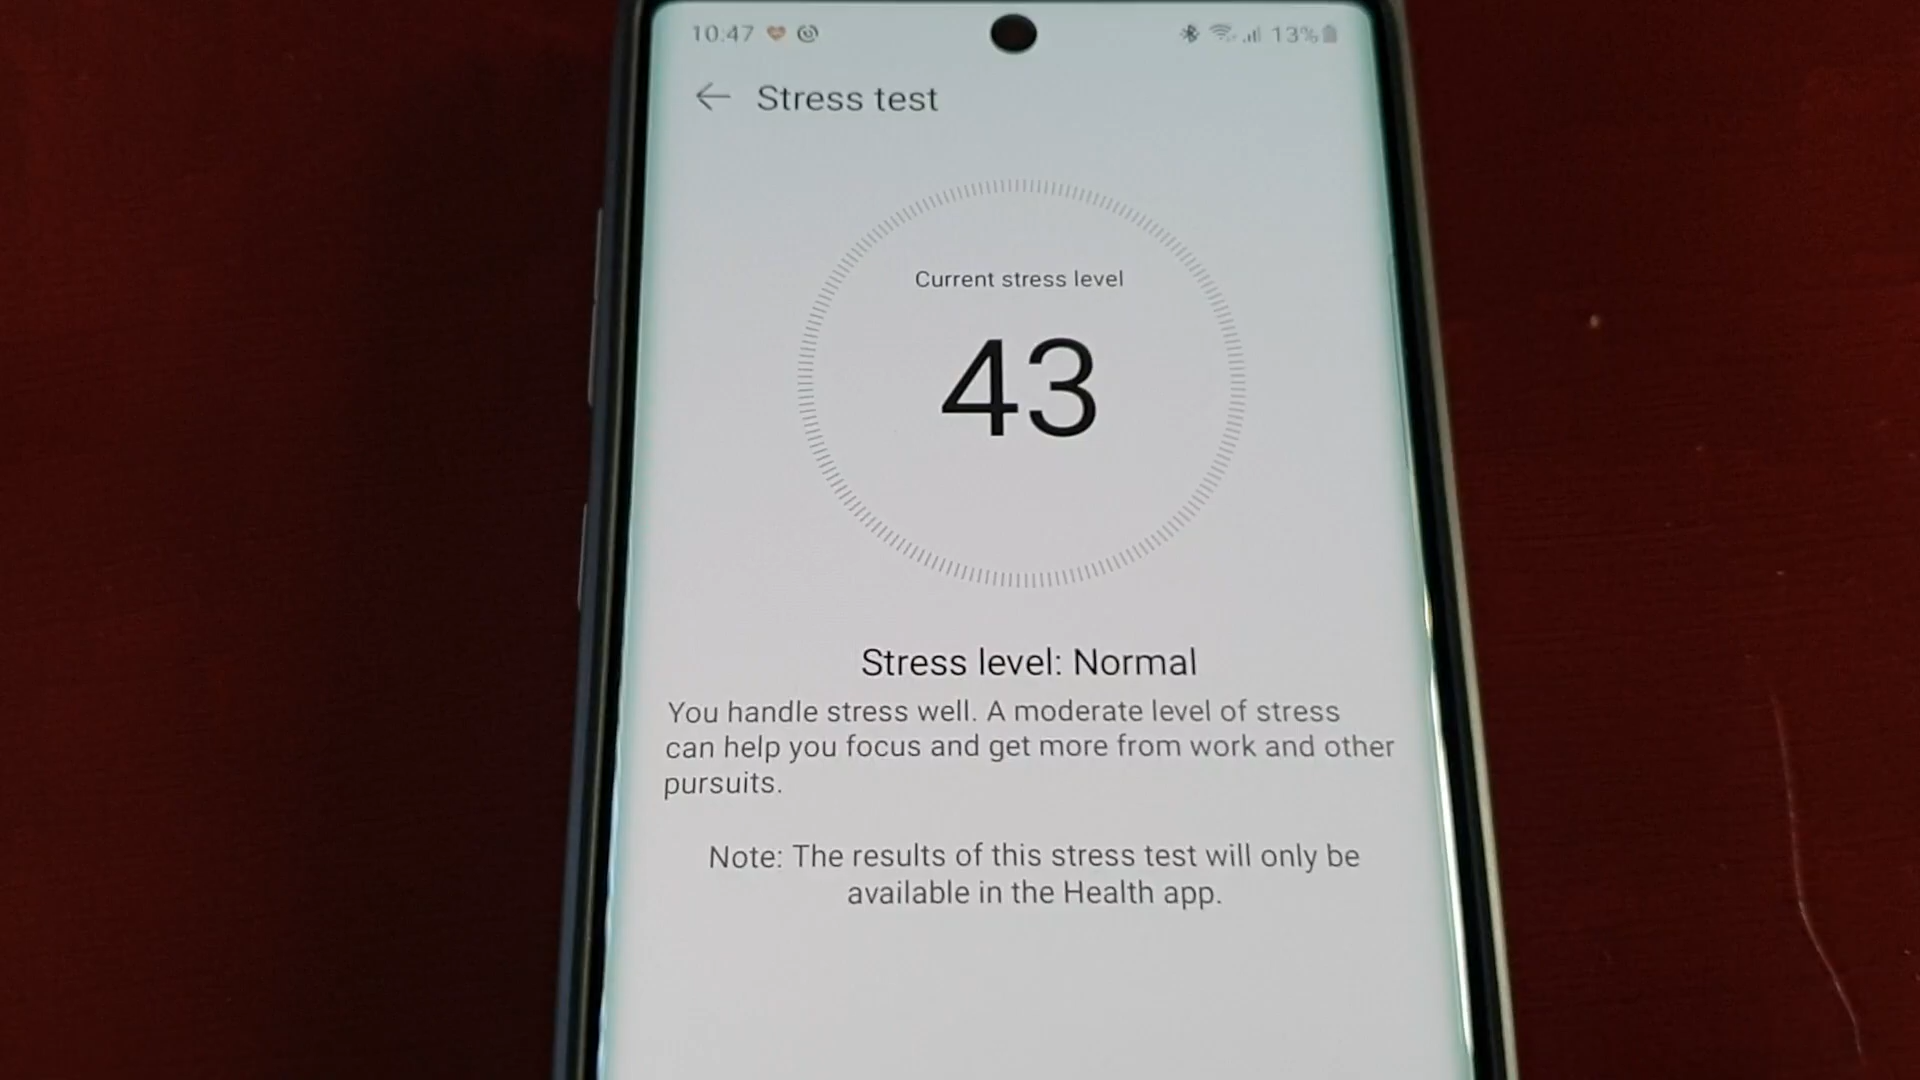 10:47 13%
Stress test
Current stress level
43
Stress level: Normal
You handle stress well. A moderate level of stress
can help you focus and get more from work and other
pursuits.
Note: The results of this stress test will only be
available in the Health app.